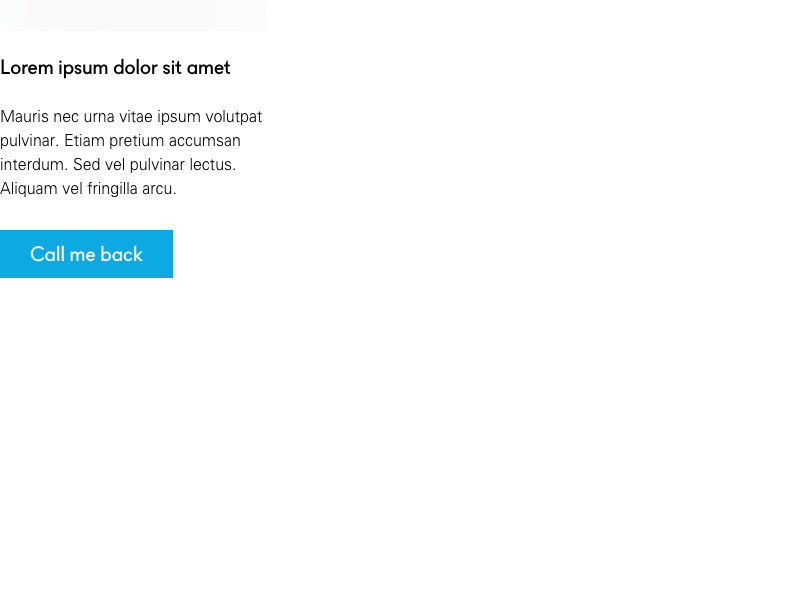 Lorem ipsum dolor sit amet
Mauris nec urna vitae ipsum volutpat
pulvinar. Etiam pretium accumsan
interdum. Sed vel pulvinar lectus.
Aliquam vel fringilla arcu.
Call me back